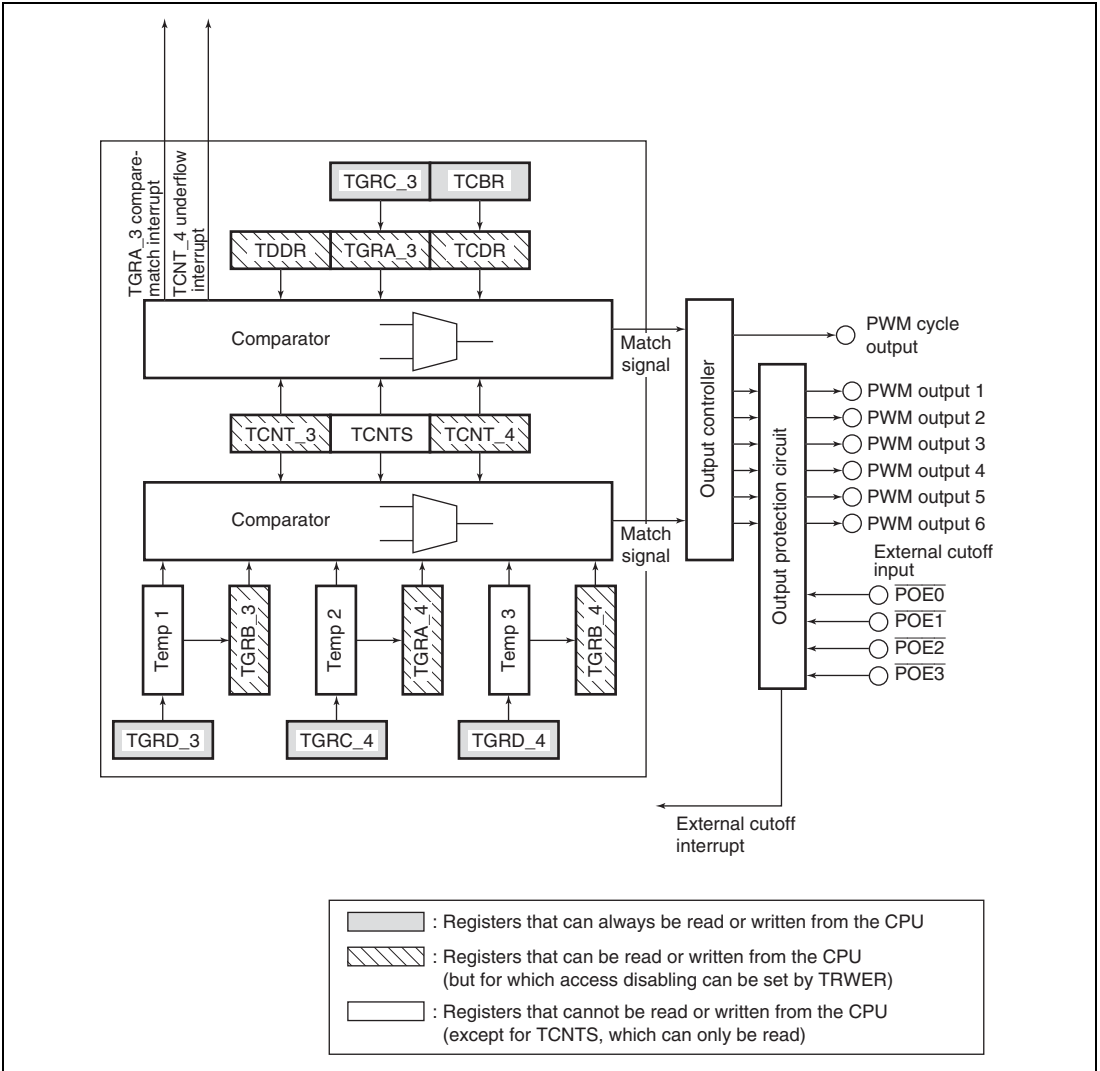 TGRA_3 compare-
match interrupt
TCNT_4 underflow
interrupt
TGRC_3
TCBR
TDDR
TGRA_3
TCDR
Comparator
Match
signal
TCNT_3
TCNTS
TCNT_4
Comparator
Match
signal
Temp 1
TGRB_3
Temp 2
TGRA_4
Temp 3
TGRB_4
TGRD_3
TGRC_4
TGRD_4
Output controller
Output protection circuit
PWM cycle
output
PWM output 1
PWM output 2
PWM output 3
PWM output 4
PWM output 5
PWM output 6
External cutoff
input
POE0
POE1
POE2
POE3
External cutoff
interrupt
: Registers that can always be read or written from the CPU
: Registers that can be read or written from the CPU
(but for which access disabling can be set by TRWER)
: Registers that cannot be read or written from the CPU
(except for TCNTS, which can only be read)